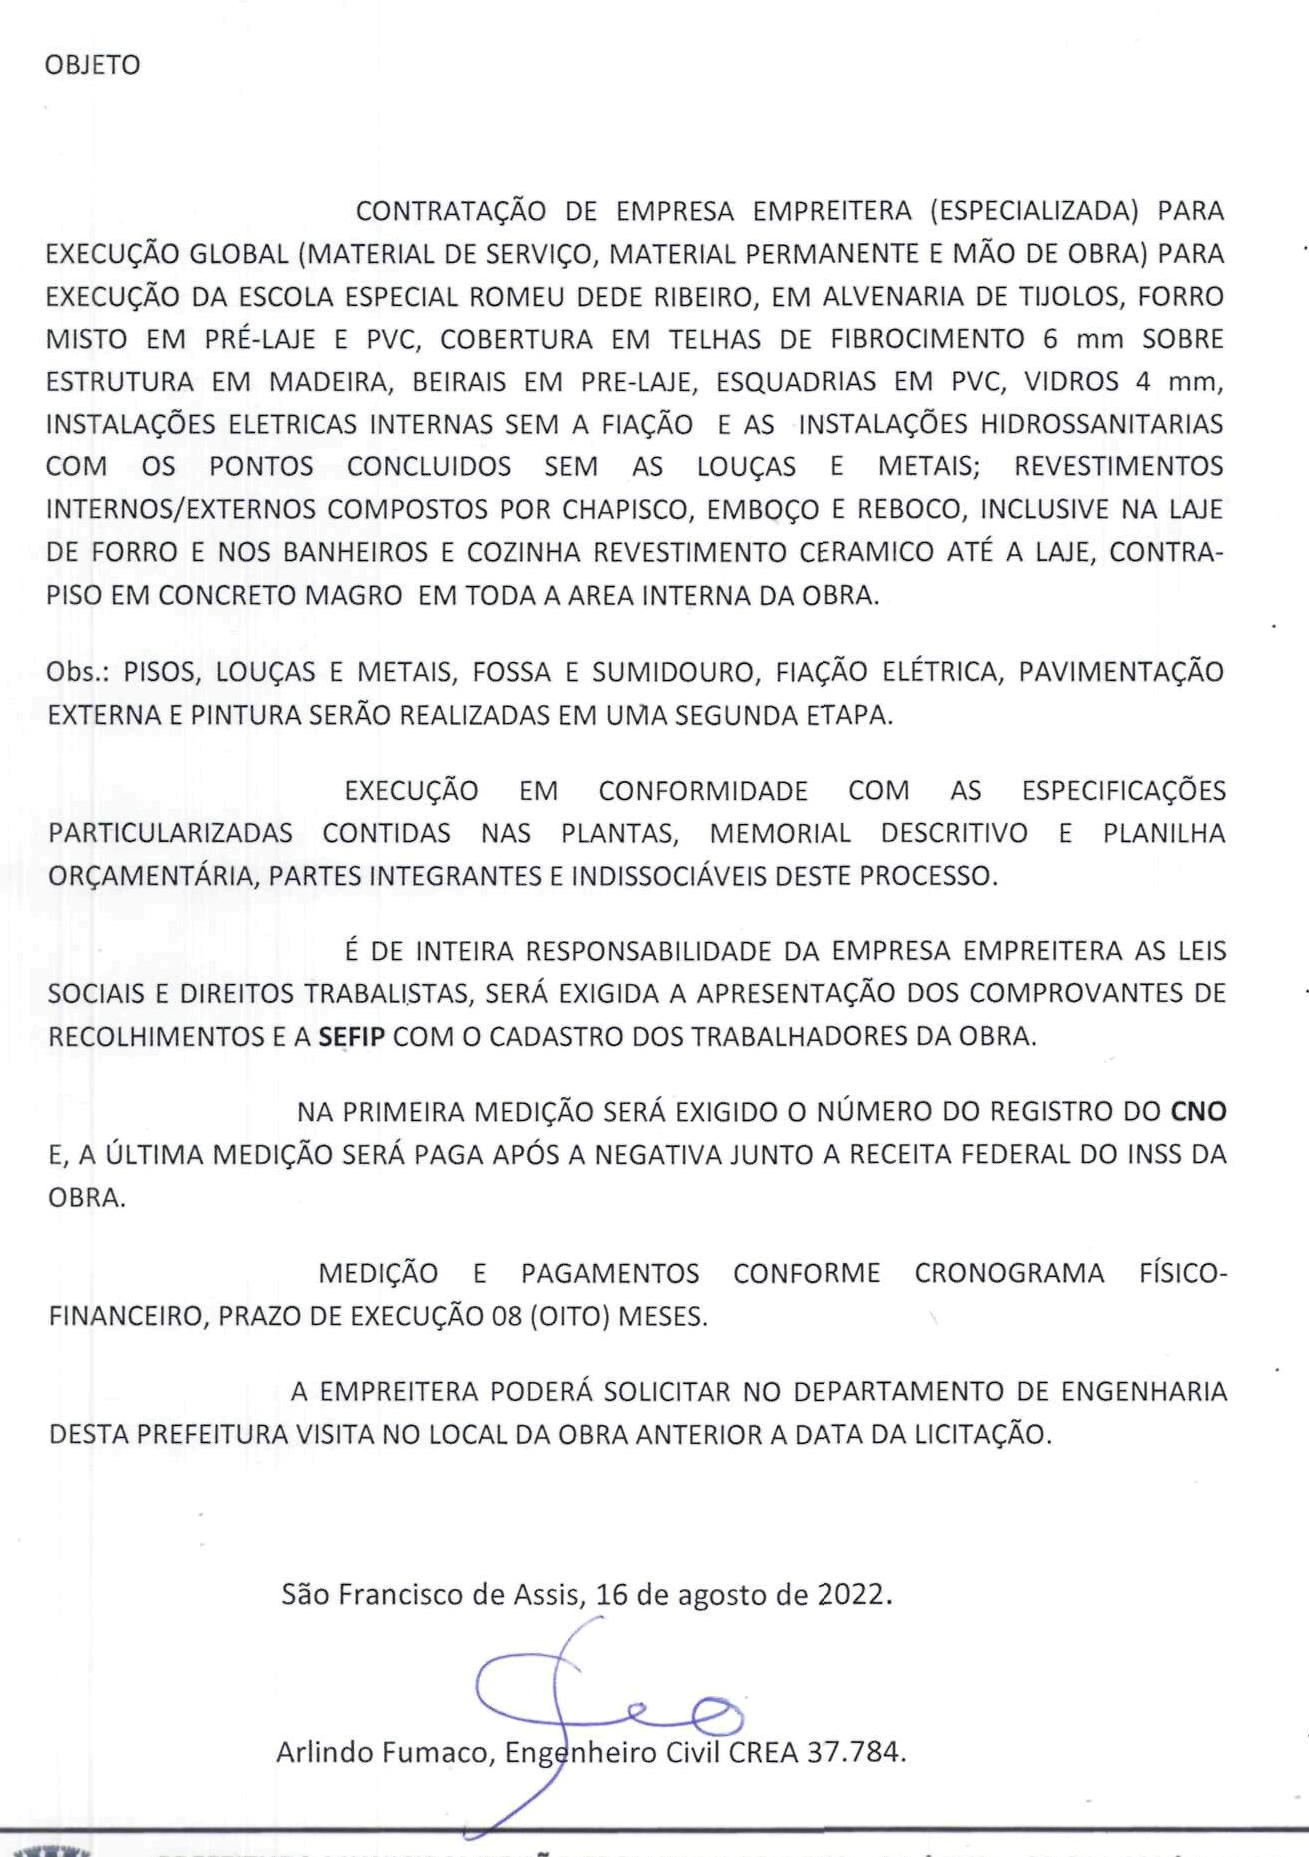 OBJETO
CONTRATAÇÃO DE EMPRESA EMPREITERA (ESPECIALIZADA) PARA
EXECUÇÃO GLOBAL (MATERIAL DE SERVIÇO, MATERIAL PERMANENTE E MÃO DE OBRA) PARA
EXECUÇÃO DA ESCOLA ESPECIAL ROMEU DEDE RIBEIRO, EM ALVENARIA DE TIJOLOS, FORRO
MISTO EM PRÉ-LAJE E PVC, COBERTURA EM TELHAS DE FIBROCIMENTO 6 mm SOBRE
ESTRUTURA EM MADEIRA, BEIRAIS EM PRE-LAJE, ESQUADRIAS EM PVC, VIDROS 4 mm,
INSTALAÇÕES ELETRICAS INTERNAS SEM A FIAÇÃO E AS INSTALAÇÕES HIDROSSANITARIAS
COM OS PONTOS CONCLUIDOS SEM AS LOUÇAS E METAIS; REVESTIMENTOS
INTERNOS/EXTERNOS COMPOSTOS POR CHAPISCO, EMBOÇO E REBOCO, INCLUSIVE NA LAJE
DE FORRO E NOS BANHEIROS E COZINHA REVESTIMENTO CERAMICO ATÉ A LAJE, CONTRA-
PISO EM CONCRETO MAGRO EM TODA A AREA INTERNA DA OBRA.
Obs.: PISOS, LOUÇAS E METAIS, FOSSA E SUMIDOURO, FIAÇÃO ELÉTRICA, PAVIMENTAÇÃO
EXTERNA E PINTURA SERÃO REALIZADAS EM UMA SEGUNDA ETAPA.
EXECUÇÃO EM CONFORMIDADE COM AS ESPECIFICAÇÕES
PARTICULARIZADAS CONTIDAS NAS PLANTAS, MEMORIAL DESCRITIVO E PLANILHA
ORÇAMENTÁRIA, PARTES INTEGRANTES E INDISSOCIÁVEIS DESTE PROCESSO.
É DE INTEIRA RESPONSABILIDADE DA EMPRESA EMPREITERA AS LEIS
SOCIAIS E DIREITOS TRABALISTAS, SERÁ EXIGIDA A APRESENTAÇÃO DOS COMPROVANTES DE
RECOLHIMENTOS E A SEFIP COM O CADASTRO DOS TRABALHADORES DA OBRA.
NA PRIMEIRA MEDIÇÃO SERÁ EXIGIDO O NÚMERO DO REGISTRO DO CNO
E, A ÚLTIMA MEDIÇÃO SERÁ PAGA APÓS A NEGATIVA JUNTO A RECEITA FEDERAL DO INSS DA
OBRA.
MEDIÇÃO E PAGAMENTOS CONFORME CRONOGRAMA FÍSICO-
FINANCEIRO, PRAZO DE EXECUÇÃO 08 (OITO) MESES.
A EMPREITERA PODERÁ SOLICITAR NO DEPARTAMENTO DE ENGENHARIA
DESTA PREFEITURA VISITA NO LOCAL DA OBRA ANTERIOR A DATA DA LICITAÇÃO.
São Francisco de Assis, 16 de agosto de 2022.
Arlindo Fumaco, Engenheiro Civil CREA 37.784.